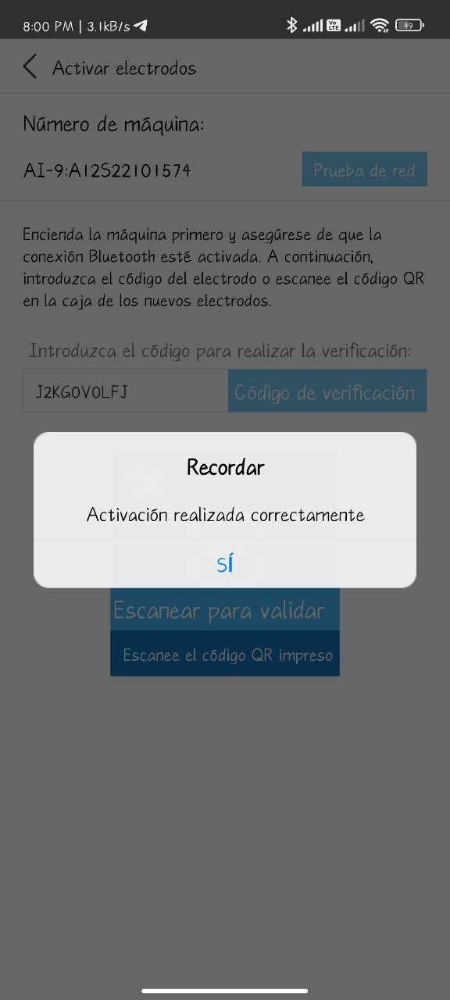 8:00 PM | 3.1kB/s
Vo LTE
49
Activar electrodos
Número de máquina:
AI-9:A12S22101574
Prueba de red
Encienda la máquina primero y asegúrese de que la
conexión Bluetooth esté activada. A continuación,
introduzca el código del electrodo o escanee el código QR
en la caja de los nuevos electrodos.
Introduzca el código para realizar la verificación:
J2KG0V0LFJ
Código de verificación
Recordar
Activación realizada correctamente
SÍ
Escanear para validar
Escanee el código QR impreso